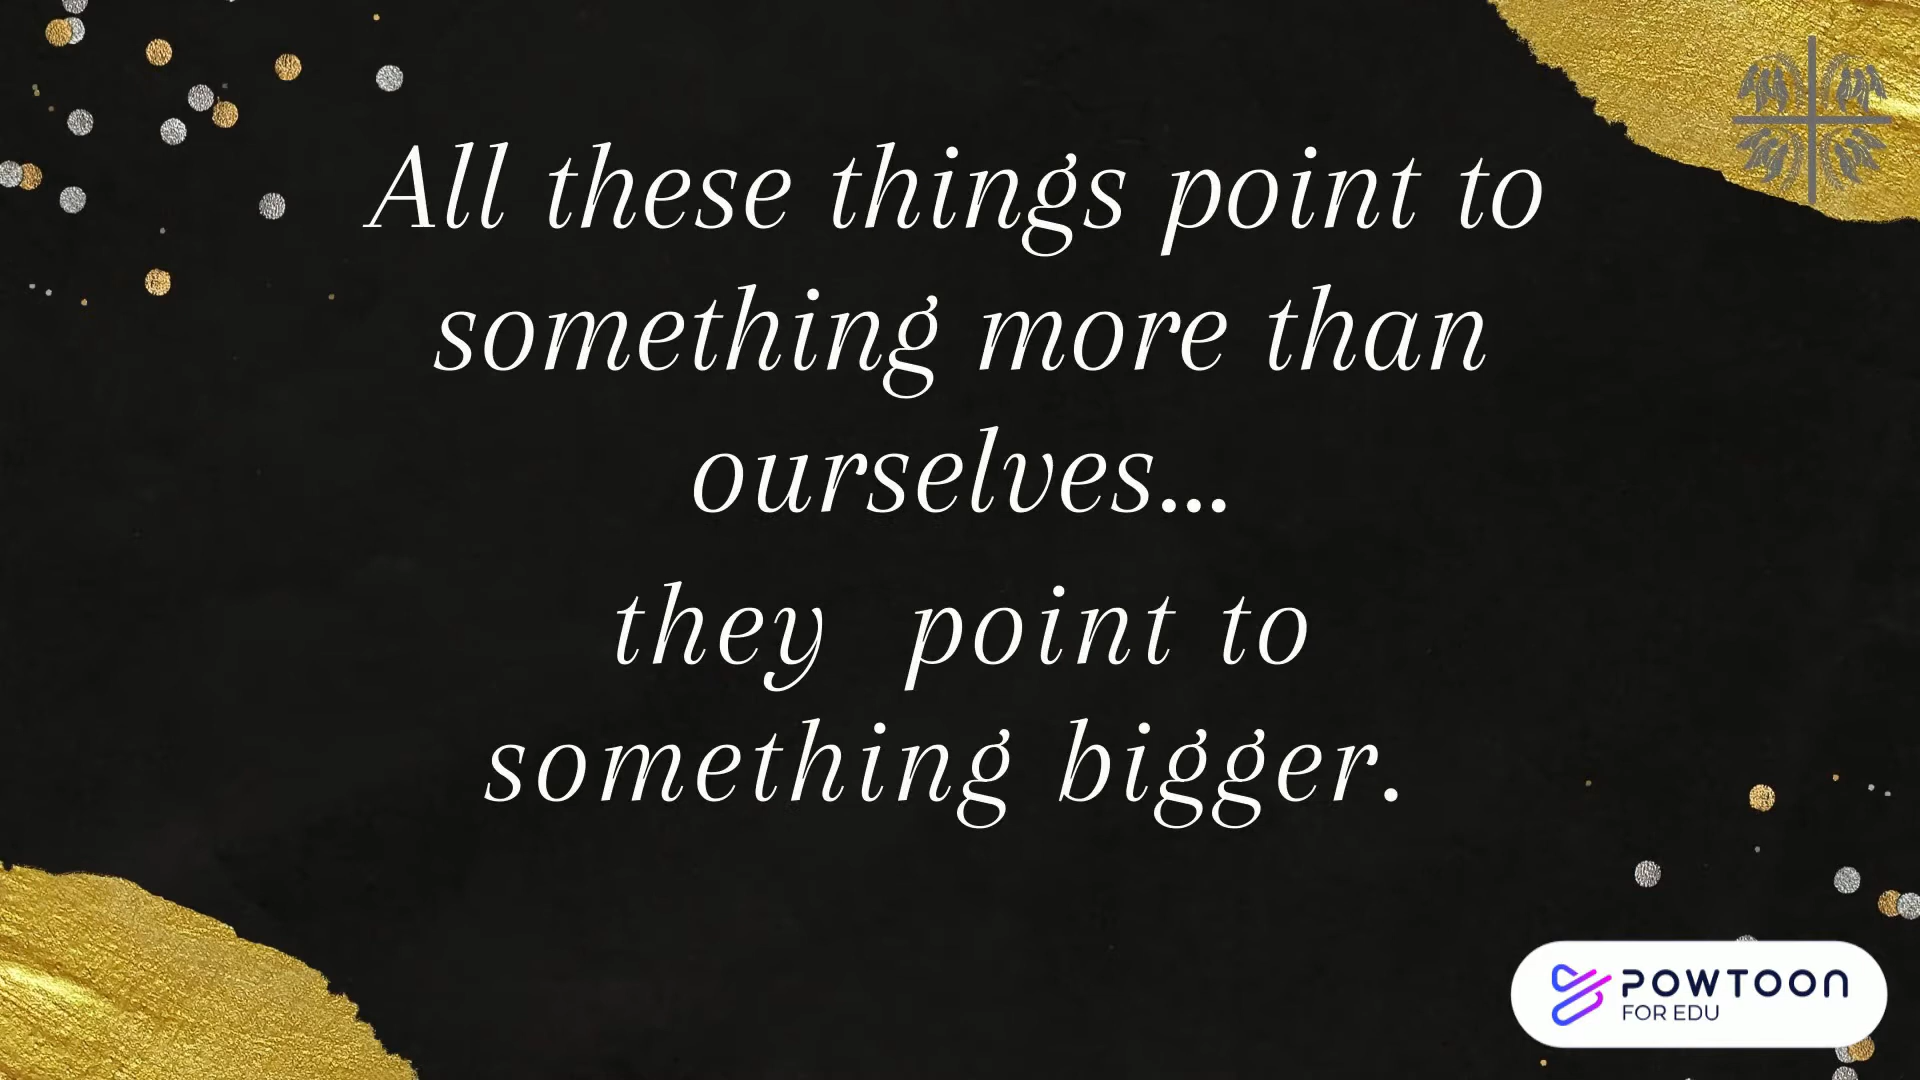 All these things point to
something more than
ourselves...
they point to
something bigger.
POWTOON
FOR EDU